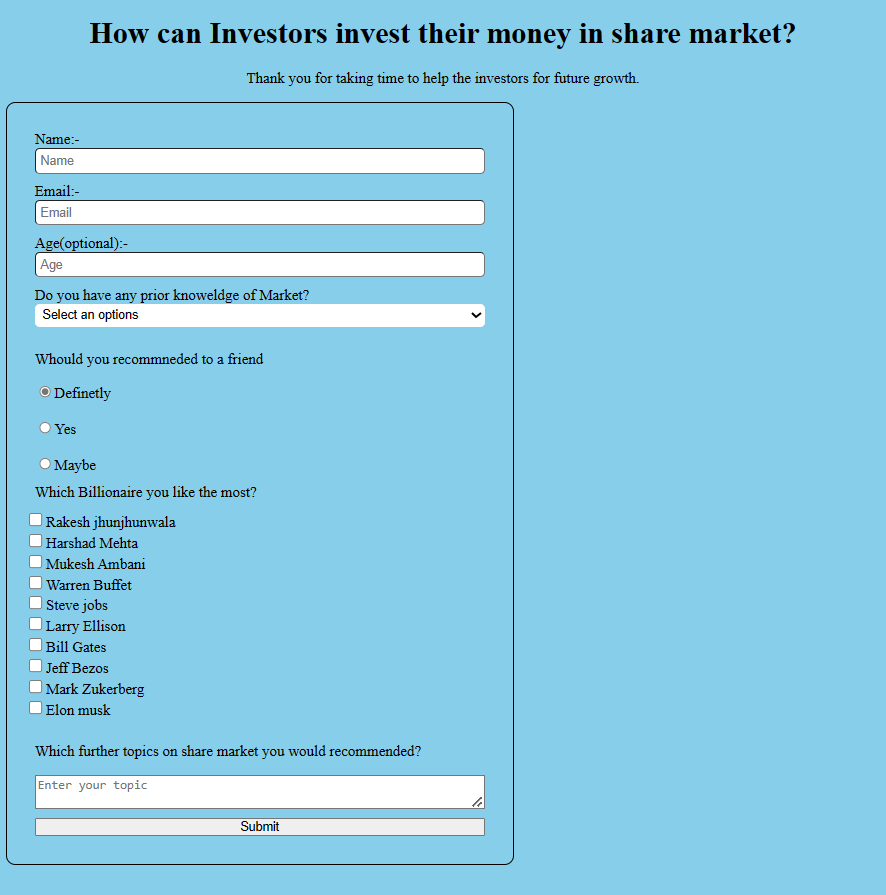 How can Investors invest their money in share market?
Thank you for taking time to help the investors for future growth.
Name:-
Name
Email:-
Email
Age(optional):-
Age
Do you have any prior knoweldge of Market?
Select an options
Whould you recommneded to a friend
Definetly
Yes
Maybe
Which Billionaire you like the most?
Rakesh jhunjhunwala
Harshad Mehta
Mukesh Ambani
Warren Buffet
Steve jobs
Larry Ellison
Bill Gates
Jeff Bezos
Mark Zukerberg
Elon musk
Which further topics on share market you would recommended?
Enter your topic
Submit